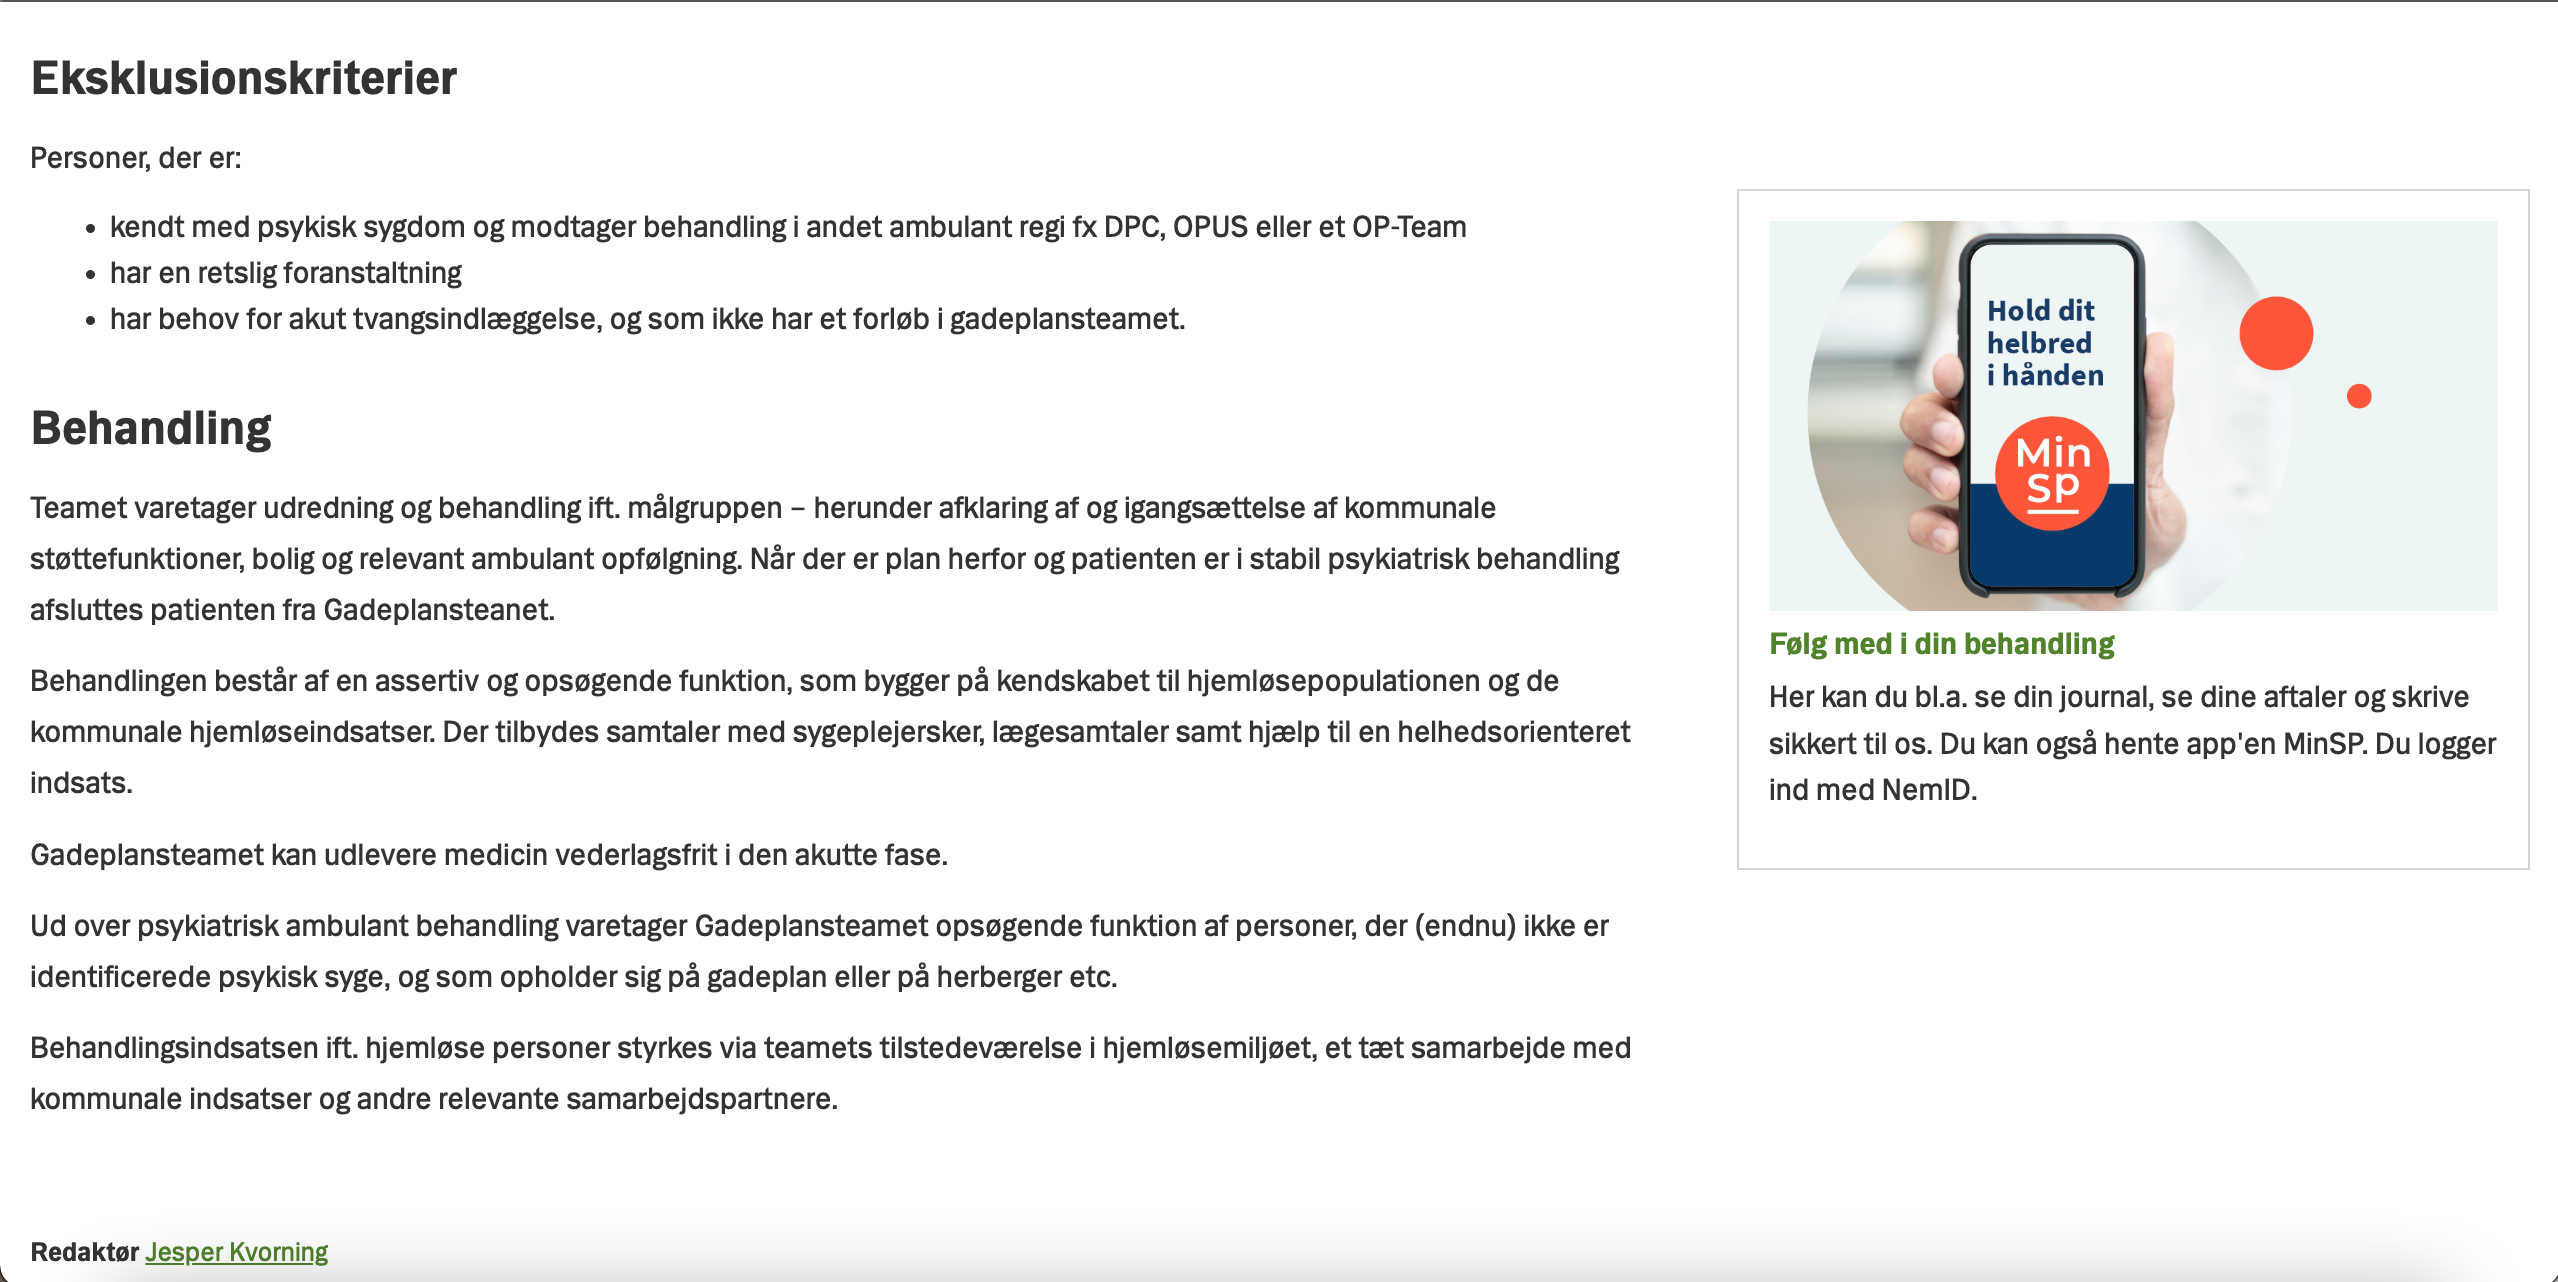 Eksklusionskriterier
Personer, der er:
• kendt med psykisk sygdom og modtager behandling i andet ambulant regi fx DPC, OPUS eller et OP-Team
• har en retslig foranstaltning
• har behov for akut tvangsindlæggelse, og som ikke har et forløb i gadeplansteamet.
Behandling
Teamet varetager udredning og behandling ift. målgruppen – herunder afklaring af og igangsættelse af kommunale
støttefunktioner, bolig og relevant ambulant opfølgning. Når der er plan herfor og patienten er i stabil psykiatrisk behandling
afsluttes patienten fra Gadeplansteanet.
Behandlingen består af en assertiv og opsøgende funktion, som bygger på kendskabet til hjemløsepopulationen og de
kommunale hjemløseindsatser. Der tilbydes samtaler med sygeplejersker, lægesamtaler samt hjælp til en helhedsorienteret
indsats.
Gadeplansteamet kan udlevere medicin vederlagsfrit i den akutte fase.
Ud over psykiatrisk ambulant behandling varetager Gadeplansteamet opsøgende funktion af personer, der (endnu) ikke er
identificerede psykisk syge, og som opholder sig på gadeplan eller på herberger etc.
Behandlingsindsatsen ift. hjemløse personer styrkes via teamets tilstedeværelse i hjemløsemiljøet, et tæt samarbejde med
kommunale indsatser og andre relevante samarbejdspartnere.
Redaktør Jesper Kvorning
Hold dit
helbred
i hånden
Min
SP
Følg med i din behandling
Her kan du bl.a. se din journal, se dine aftaler og skrive
sikkert til os. Du kan også hente app'en MinSP. Du logger
ind med NemID.